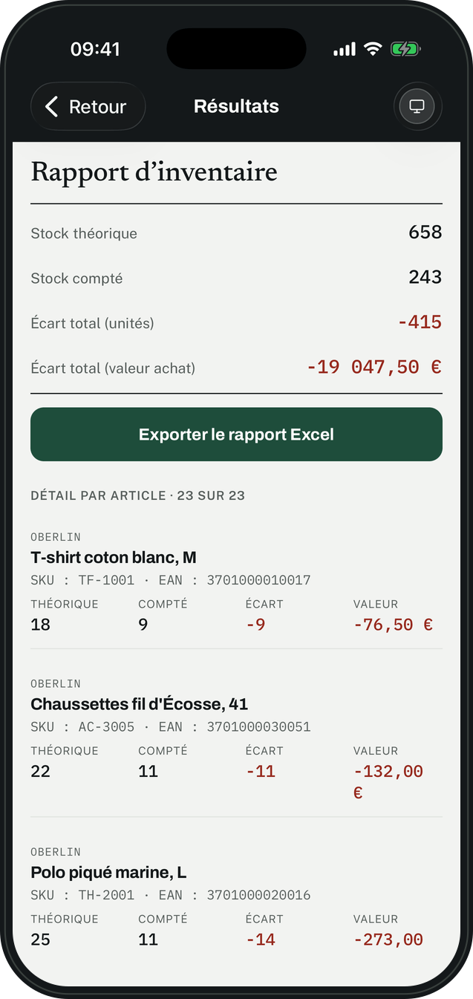 09:41
Retour
Résultats
Rapport d’inventaire
Stock théorique 658
Stock compté 243
Écart total (unités) -415
Écart total (valeur achat) -19 047,50 €
Exporter le rapport Excel
DÉTAIL PAR ARTICLE · 23 SUR 23
OBERLIN
T-shirt coton blanc, M
SKU : TF-1001 · EAN : 3701000010017
THÉORIQUE COMPTÉ ÉCART VALEUR
18 9 -9 -76,50 €
OBERLIN
Chaussettes fil d'Écosse, 41
SKU : AC-3005 · EAN : 3701000030051
THÉORIQUE COMPTÉ ÉCART VALEUR
22 11 -11 -132,00
€
OBERLIN
Polo piqué marine, L
SKU : TH-2001 · EAN : 3701000020016
THÉORIQUE COMPTÉ ÉCART VALEUR
25 11 -14 -273,00